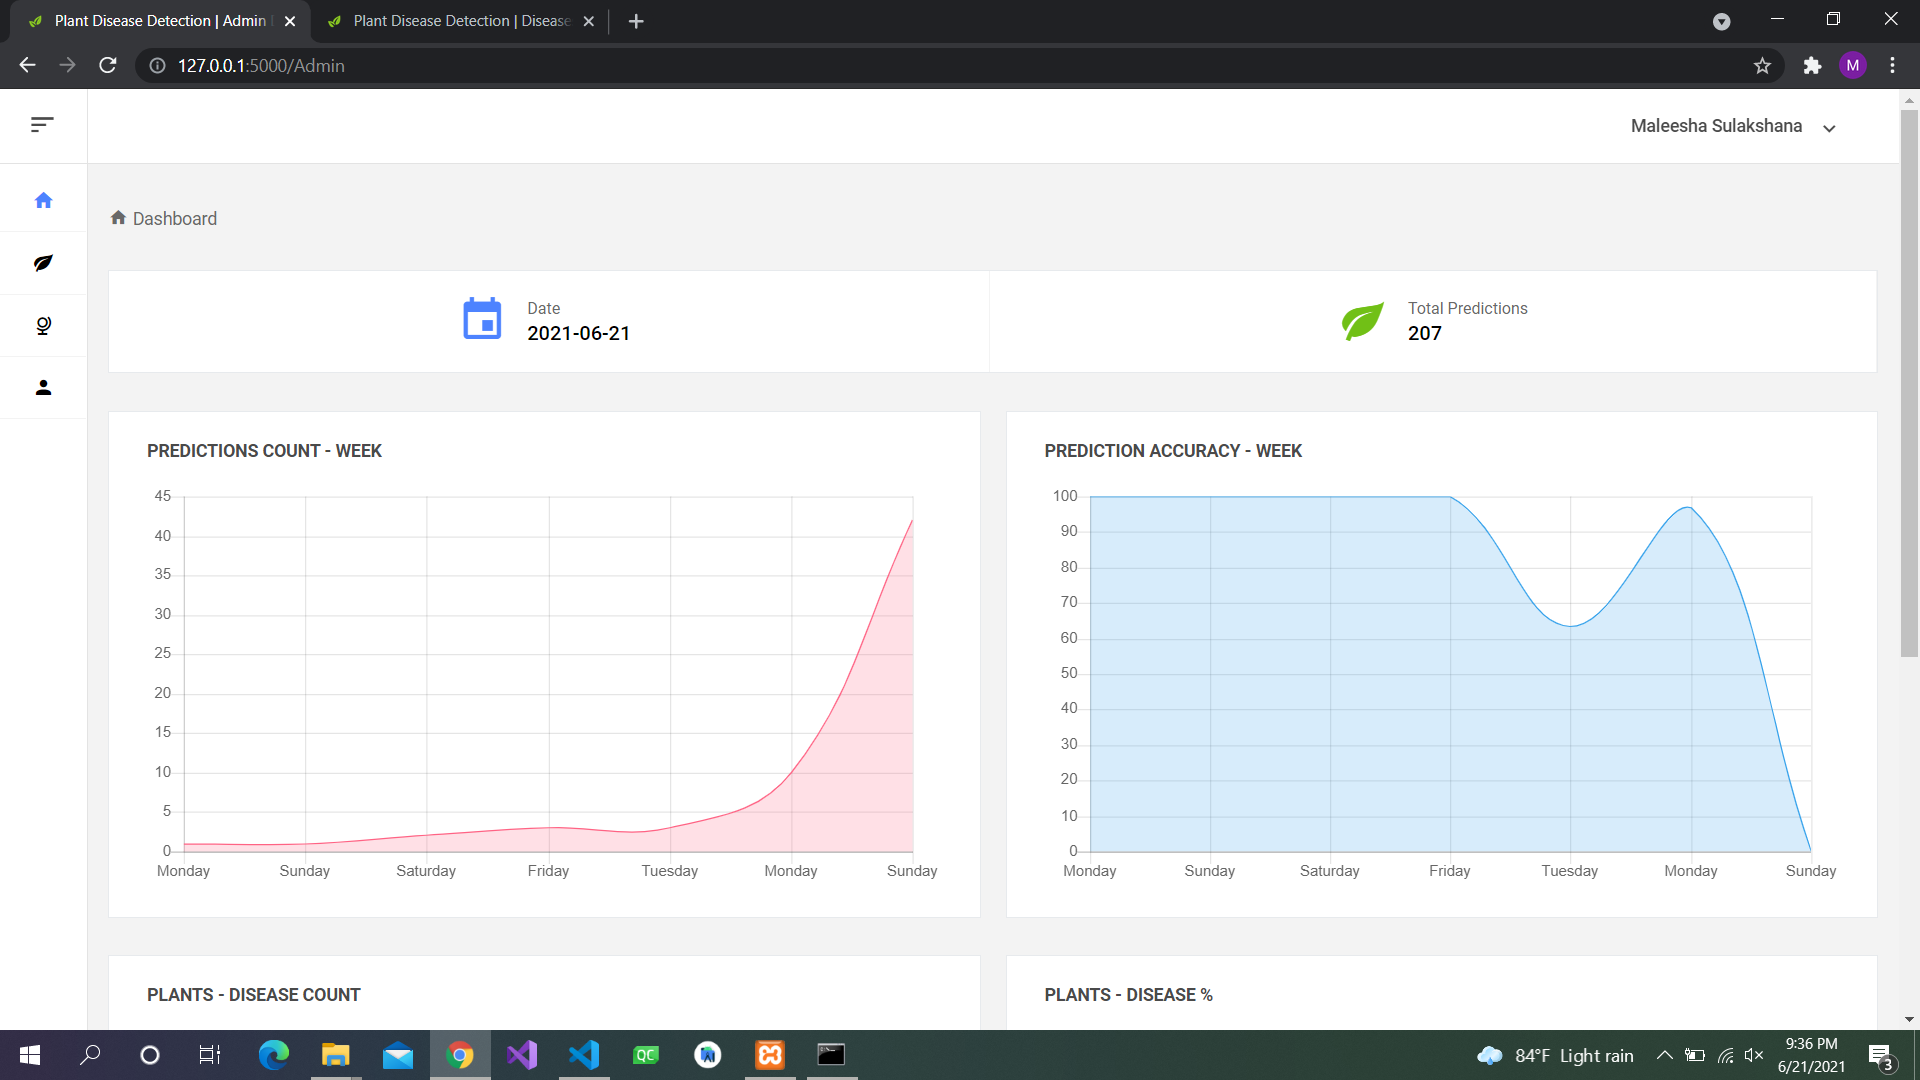 Plant Disease Detection | Admin
Plant Disease Detection | Disease
127.0.0.1:5000/Admin
M
Maleesha Sulakshana
Dashboard
Date
2021-06-21
Total Predictions
207
PREDICTIONS COUNT - WEEK
45
40
35
30
25
20
15
10
5
0
Monday Sunday Saturday Friday Tuesday Monday Sunday
PREDICTION ACCURACY - WEEK
100
90
80
70
60
50
40
30
20
10
0
Monday Sunday Saturday Friday Tuesday Monday Sunday
PLANTS - DISEASE COUNT
PLANTS - DISEASE %
QC
84°F Light rain
9:36 PM
6/21/2021
3